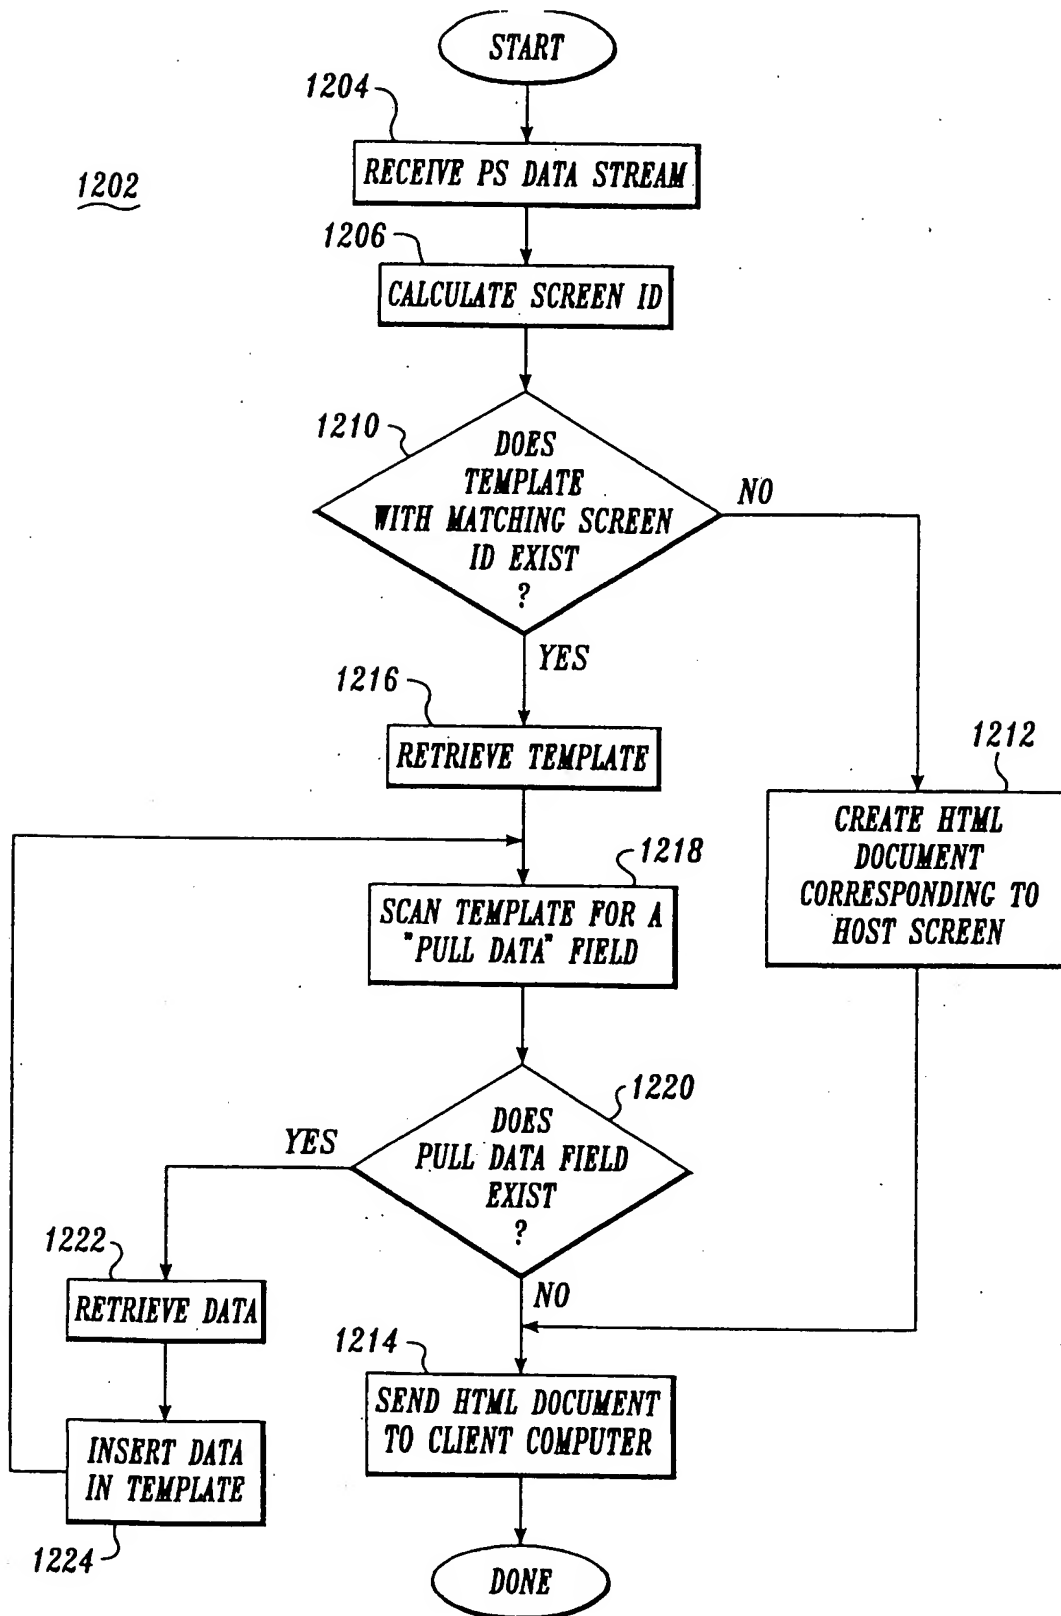 START
1204
RECEIVE PS DATA STREAM
1202
1206
CALCULATE SCREEN ID
1210
DOES
TEMPLATE
WITH MATCHING SCREEN
ID EXIST
?
NO
YES
1216
RETRIEVE TEMPLATE
1212
CREATE HTML
DOCUMENT
CORRESPONDING TO
HOST SCREEN
1218
SCAN TEMPLATE FOR A
"PULL DATA" FIELD
1220
DOES
PULL DATA FIELD
EXIST
?
YES
NO
1222
RETRIEVE DATA
1214
SEND HTML DOCUMENT
TO CLIENT COMPUTER
INSERT DATA
IN TEMPLATE
1224
DONE